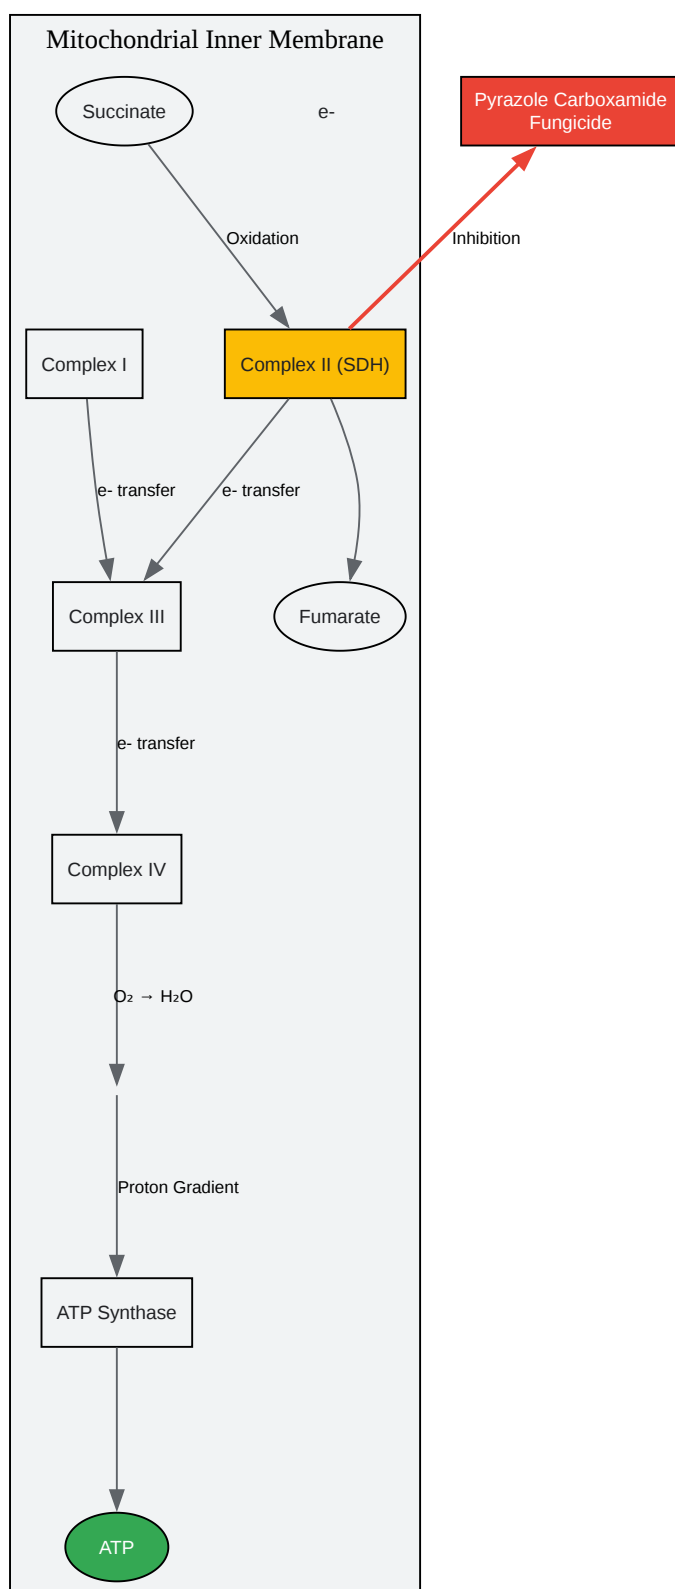 Mitochondrial Inner Membrane
Succinate
e-
Pyrazole Carboxamide
Fungicide
Oxidation
Inhibition
Complex I
Complex II (SDH)
e- transfer
e- transfer
Complex III
Fumarate
e- transfer
Complex IV
O₂ → H₂O
Proton Gradient
ATP Synthase
ATP